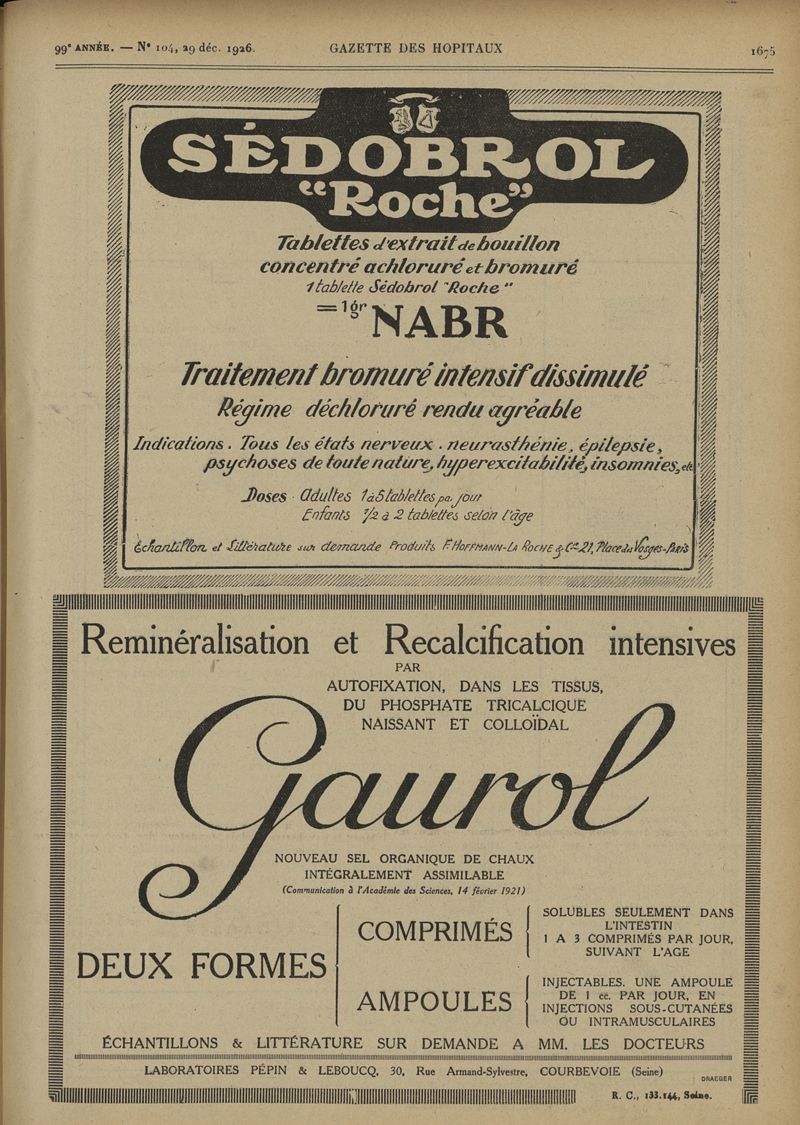 99e ANNÉE. — N° 104, 29 déc. 1926. GAZETTE DES HOPITAUX 1675
SÉDOBROL
"Roche"
Tablettes d'extrait de bouillon
concentré achloruré et bromuré
1 tablette Sédobrol "Roche"
= 1gr NABR
Traitement bromuré intensif dissimulé
Régime déchloruré rendu agréable
Indications. Tous les états nerveux. neurasthénie, épilepsie,
psychoses de toute nature, hyperexcitabilité, insomnies, etc
Doses. Adultes 1 à 5 tablettes par jour
Enfants 1/2 à 2 tablettes selon l'âge
Échantillon et Littérature sur demande Produits F. HOFFMANN-LA ROCHE & Cie 21, Place des Vosges-Paris
Reminéralisation et Recalcification intensives
PAR
AUTOFIXATION, DANS LES TISSUS,
DU PHOSPHATE TRICALCIQUE
NAISSANT ET COLLOÏDAL
Gaurol
NOUVEAU SEL ORGANIQUE DE CHAUX
INTÉGRALEMENT ASSIMILABLE
(Communication à l'Académie des Sciences, 14 février 1921)
DEUX FORMES
COMPRIMÉS
SOLUBLES SEULEMENT DANS
L'INTESTIN
1 A 3 COMPRIMÉS PAR JOUR,
SUIVANT L'AGE
AMPOULES
INJECTABLES. UNE AMPOULE
DE 1 cc. PAR JOUR, EN
INJECTIONS SOUS-CUTANÉES
OU INTRAMUSCULAIRES
ÉCHANTILLONS & LITTÉRATURE SUR DEMANDE A MM. LES DOCTEURS
LABORATOIRES PÉPIN & LEBOUCQ, 30, Rue Armand-Sylvestre, COURBEVOIE (Seine)
DRAEGER
R. C., 133.144, Seine.